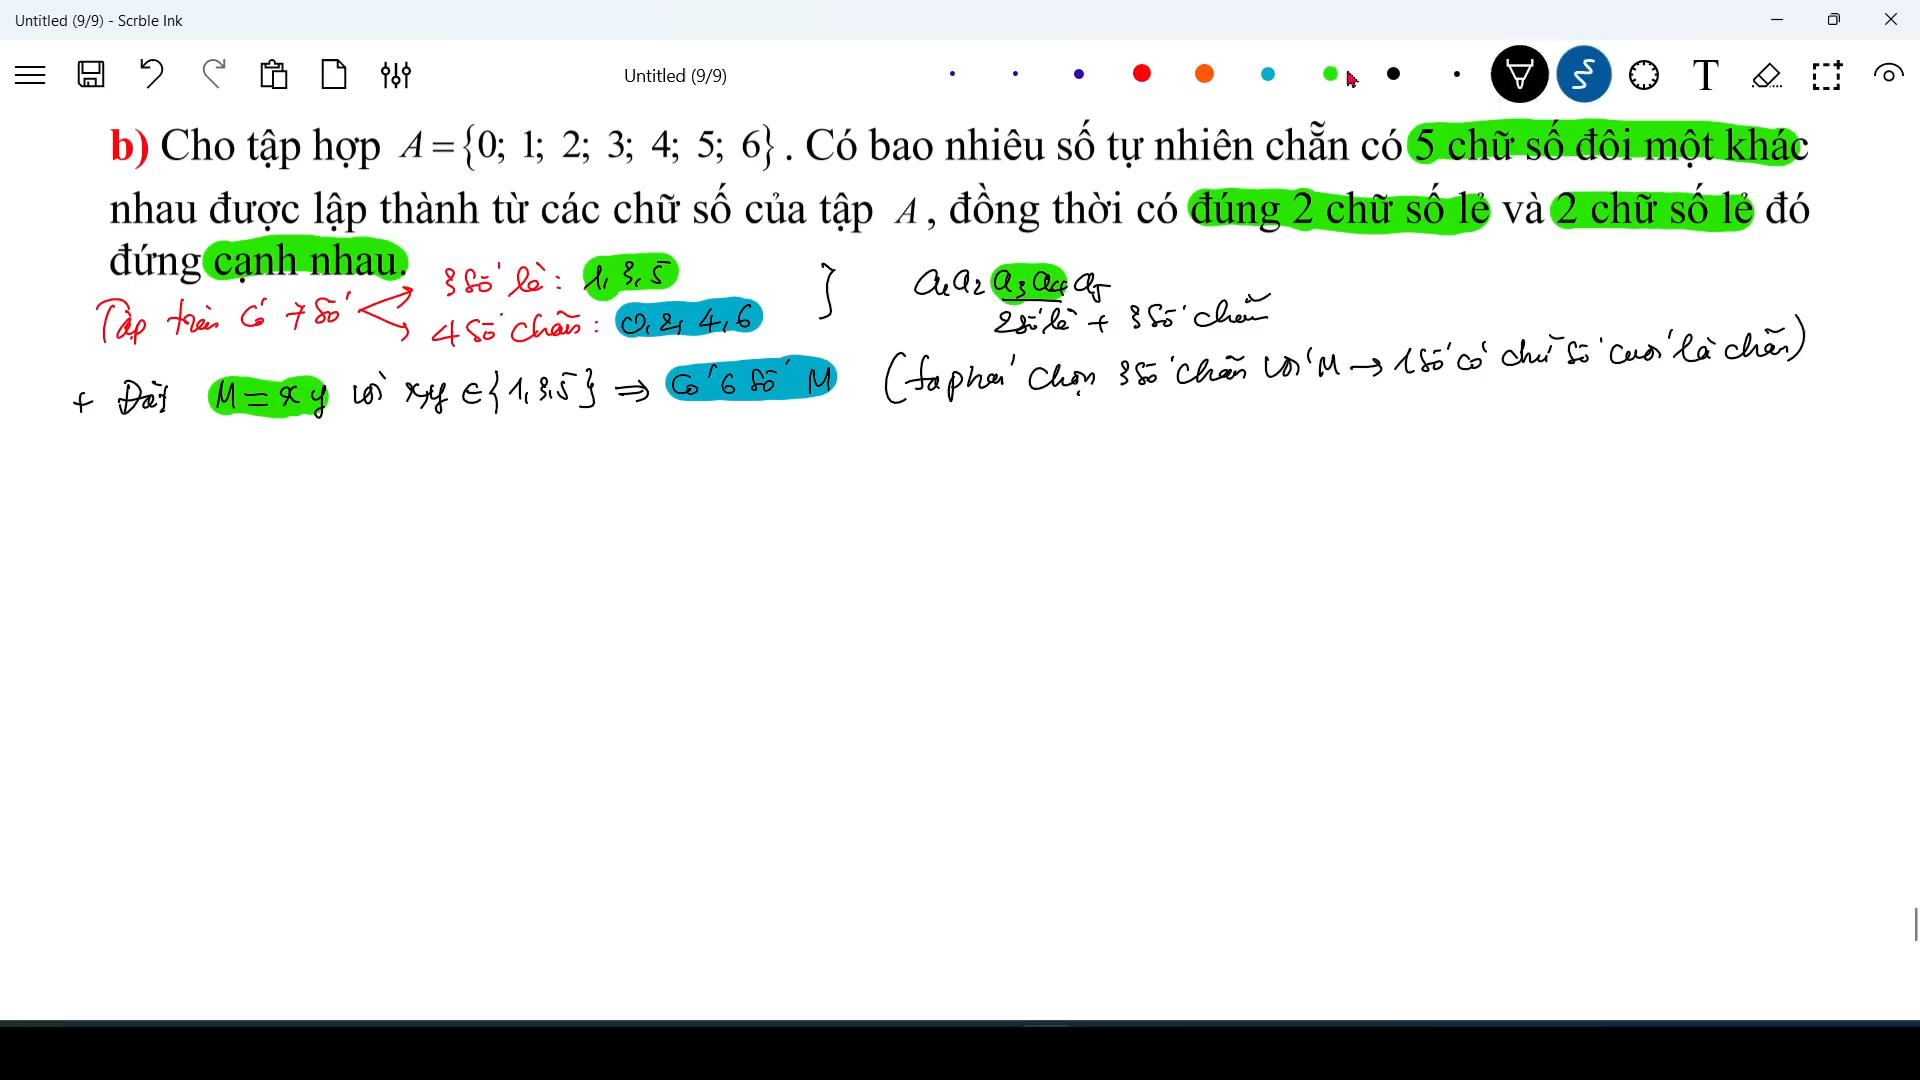 Untitled (9/9) - Scrble Ink
Untitled (9/9)
T
b) Cho tập hợp A = {0; 1; 2; 3; 4; 5; 6}. Có bao nhiêu số tự nhiên chẵn có 5 chữ số đôi một khác
nhau được lập thành từ các chữ số của tập A, đồng thời có đúng 2 chữ số lẻ và 2 chữ số lẻ đó
đứng cạnh nhau.
Tập trên có 7 số
3 số lẻ: 1, 3, 5
4 số chẵn: 0, 2, 4, 6
a₁a₂a₃a₄a₅
2 số lẻ + 3 số chẵn
+ Đặt M = xy với x,y ∈ {1, 3, 5} ⇒ Có 6 số M
(ta phải chọn 3 số chẵn với M → 1 số có chữ số cuối là chẵn)